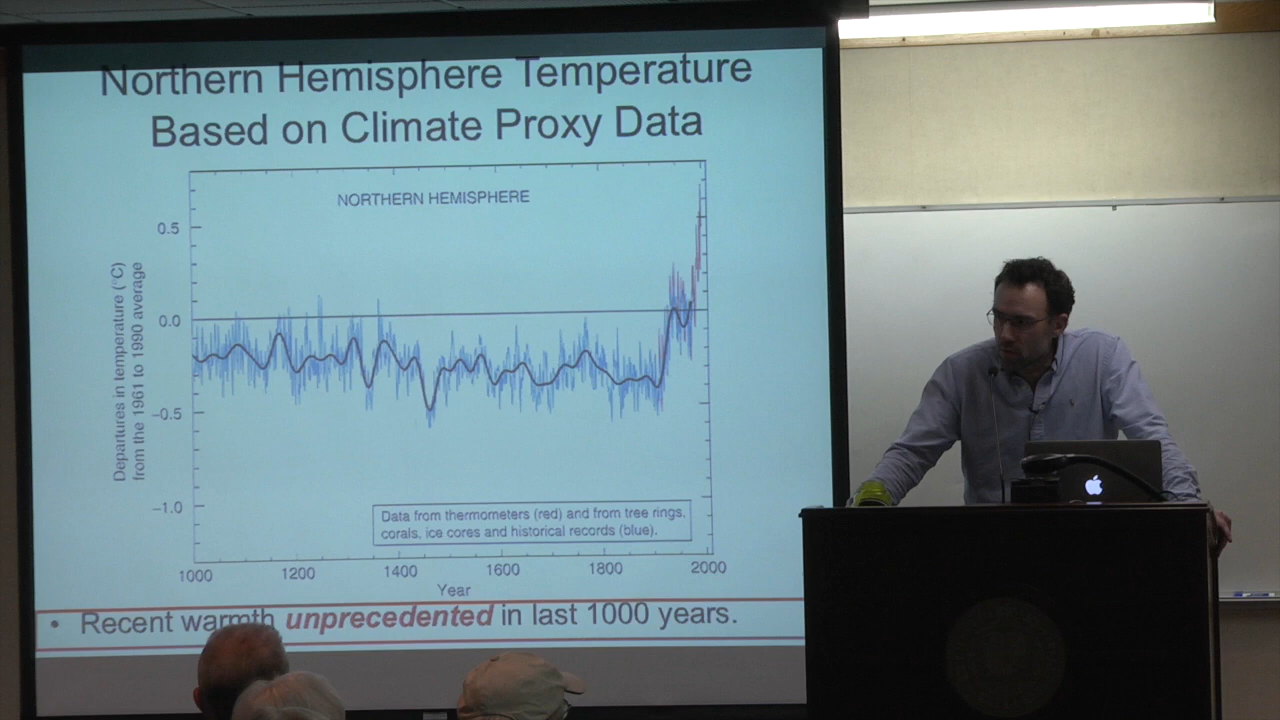 Northern Hemisphere Temperature
Based on Climate Proxy Data
NORTHERN HEMISPHERE
Departures in temperature (°C)
from the 1961 to 1990 average
0.5
0.0
−0.5
−1.0
Data from thermometers (red) and from tree rings,
corals, ice cores and historical records (blue).
1000 1200 1400 1600 1800 2000
Year
• Recent warmth unprecedented in last 1000 years.